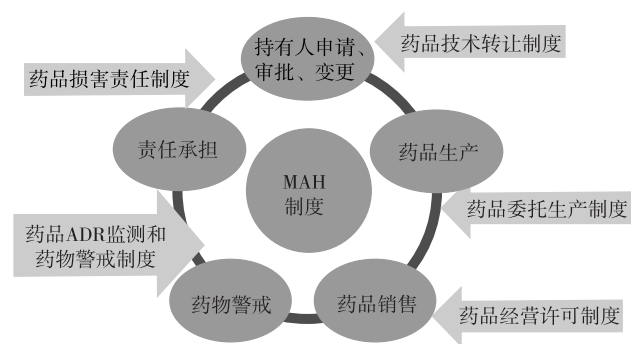 持有人申请、
审批、变更
药品技术转让制度
药品损害责任制度
责任承担
药品生产
MAH
制度
药品委托生产制度
药品ADR监测和
药物警戒制度
药物警戒
药品销售
药品经营许可制度